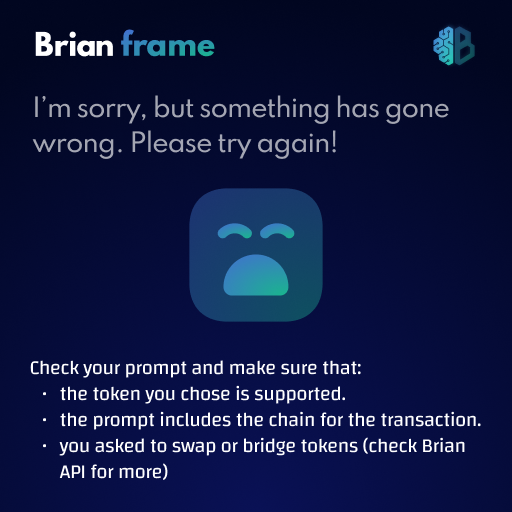 Brian frame
I'm sorry, but something has gone
wrong. Please try again!
Check your prompt and make sure that:
· the token you chose is supported.
· the prompt includes the chain for the transaction.
· you asked to swap or bridge tokens (check Brian
API for more)